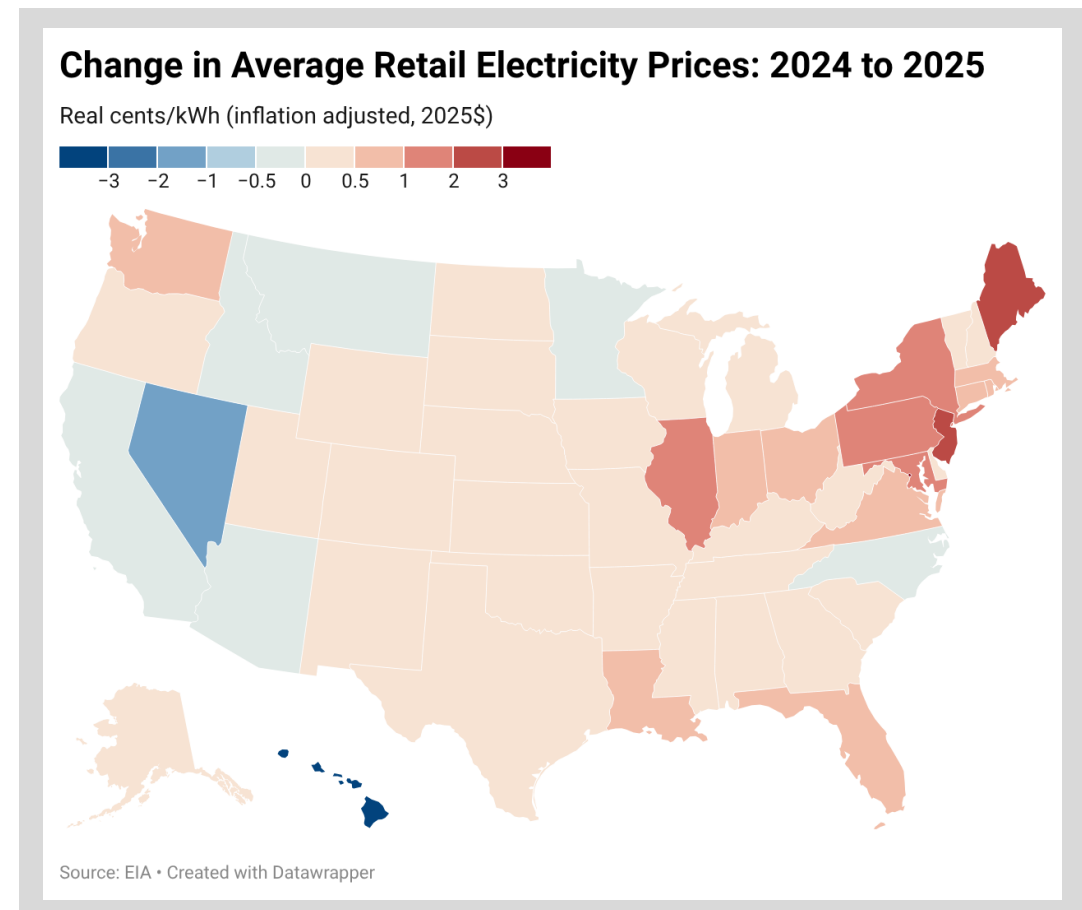 Change in Average Retail Electricity Prices: 2024 to 2025
Real cents/kWh (inflation adjusted, 2025$)
−3 −2 −1 −0.5 0 0.5 1 2 3
Source: EIA • Created with Datawrapper